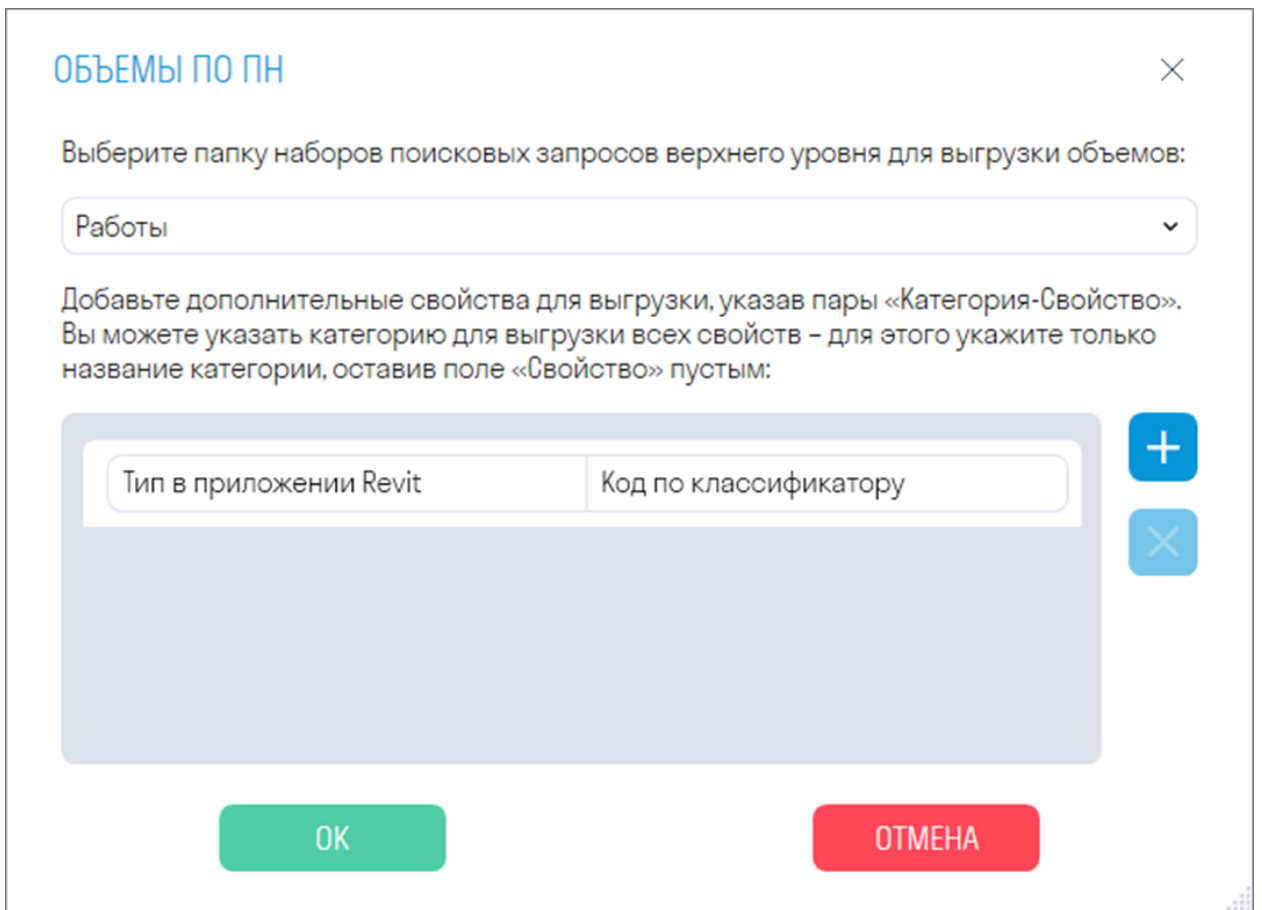 ОБЪЕМЫ ПО ПН
Выберите папку наборов поисковых запросов верхнего уровня для выгрузки объемов:
Работы
Добавьте дополнительные свойства для выгрузки, указав пары «Категория-Свойство».
Вы можете указать категорию для выгрузки всех свойств – для этого укажите только
название категории, оставив поле «Свойство» пустым:
Тип в приложении Revit
Код по классификатору
ОК
ОТМЕНА